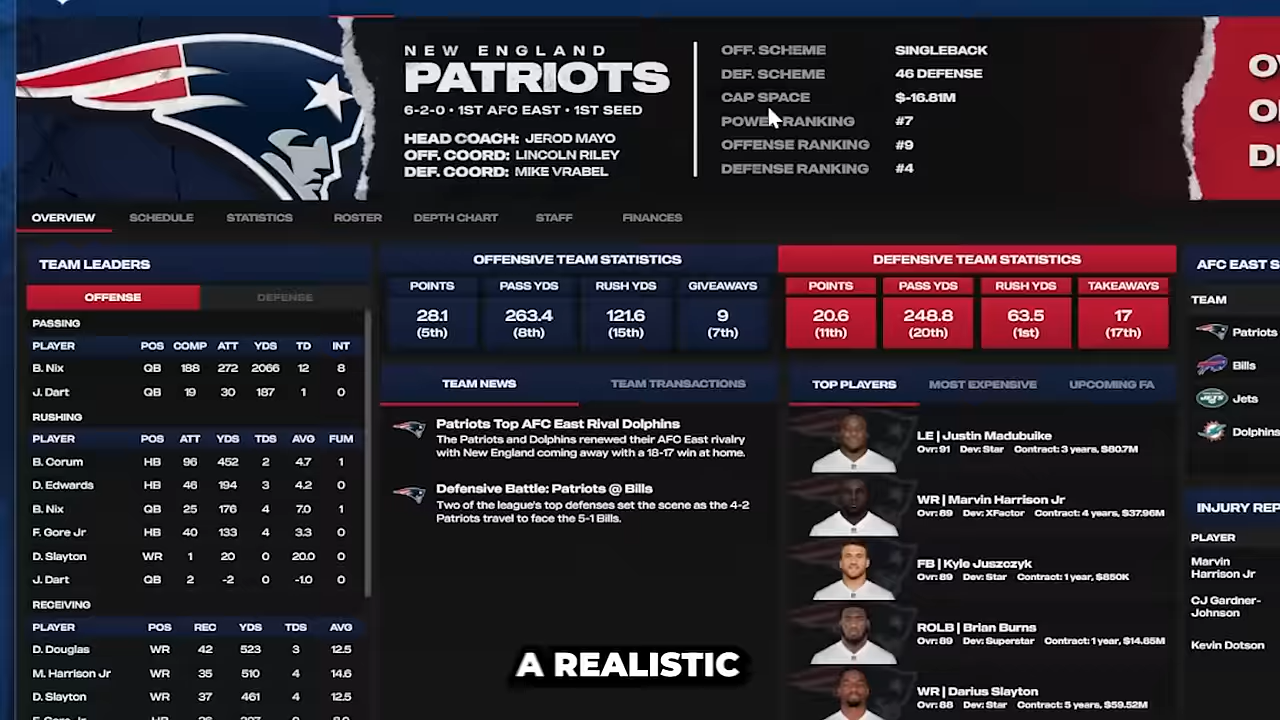 NEW ENGLAND
PATRIOTS
6-2-0 • 1ST AFC EAST • 1ST SEED
HEAD COACH: JEROD MAYO
OFF. COORD: LINCOLN RILEY
DEF. COORD: MIKE VRABEL
OFF. SCHEME SINGLEBACK
DEF. SCHEME 46 DEFENSE
CAP SPACE $-16.81M
POWER RANKING #7
OFFENSE RANKING #9
DEFENSE RANKING #4
OVERVIEW SCHEDULE STATISTICS ROSTER DEPTH CHART STAFF FINANCES
TEAM LEADERS
OFFENSE DEFENSE
PASSING
PLAYER POS COMP ATT YDS TD INT
B. Nix QB 188 272 2066 12 8
J. Dart QB 19 30 187 1 0
RUSHING
PLAYER POS ATT YDS TDS AVG FUM
B. Corum HB 96 452 2 4.7 1
D. Edwards HB 46 194 3 4.2 0
B. Nix QB 25 176 4 7.0 1
F. Gore Jr HB 40 133 4 3.3 0
D. Slayton WR 1 20 0 20.0 0
J. Dart QB 2 -2 0 -1.0 0
RECEIVING
PLAYER POS REC YDS TDS AVG
D. Douglas WR 42 523 3 12.5
M. Harrison Jr WR 35 510 4 14.6
D. Slayton WR 37 461 4 12.5
OFFENSIVE TEAM STATISTICS
POINTS PASS YDS RUSH YDS GIVEAWAYS
28.1 263.4 121.6 9
(5th) (8th) (15th) (7th)
DEFENSIVE TEAM STATISTICS
POINTS PASS YDS RUSH YDS TAKEAWAYS
20.6 248.8 63.5 17
(11th) (20th) (1st) (17th)
TEAM NEWS TEAM TRANSACTIONS
Patriots Top AFC East Rival Dolphins
The Patriots and Dolphins renewed their AFC East rivalry
with New England coming away with a 18-17 win at home.
Defensive Battle: Patriots @ Bills
Two of the league's top defenses set the scene as the 4-2
Patriots travel to face the 5-1 Bills.
TOP PLAYERS MOST EXPENSIVE UPCOMING FA
LE | Justin Madubuike
Ovr: 91 Dev: Star Contract: 3 years, $80.7M
WR | Marvin Harrison Jr
Ovr: 89 Dev: XFactor Contract: 4 years, $37.96M
FB | Kyle Juszczyk
Ovr: 89 Dev: Star Contract: 1 year, $850K
ROLB | Brian Burns
Ovr: 89 Dev: Superstar Contract: 1 year, $14.85M
WR | Darius Slayton
Ovr: 88 Dev: Star Contract: 5 years, $59.52M
AFC EAST S
TEAM
Patriots
Bills
Jets
JETS
Dolphins
INJURY REP
PLAYER
Marvin
Harrison Jr
CJ Gardner-
Johnson
Kevin Dotson
A REALISTIC